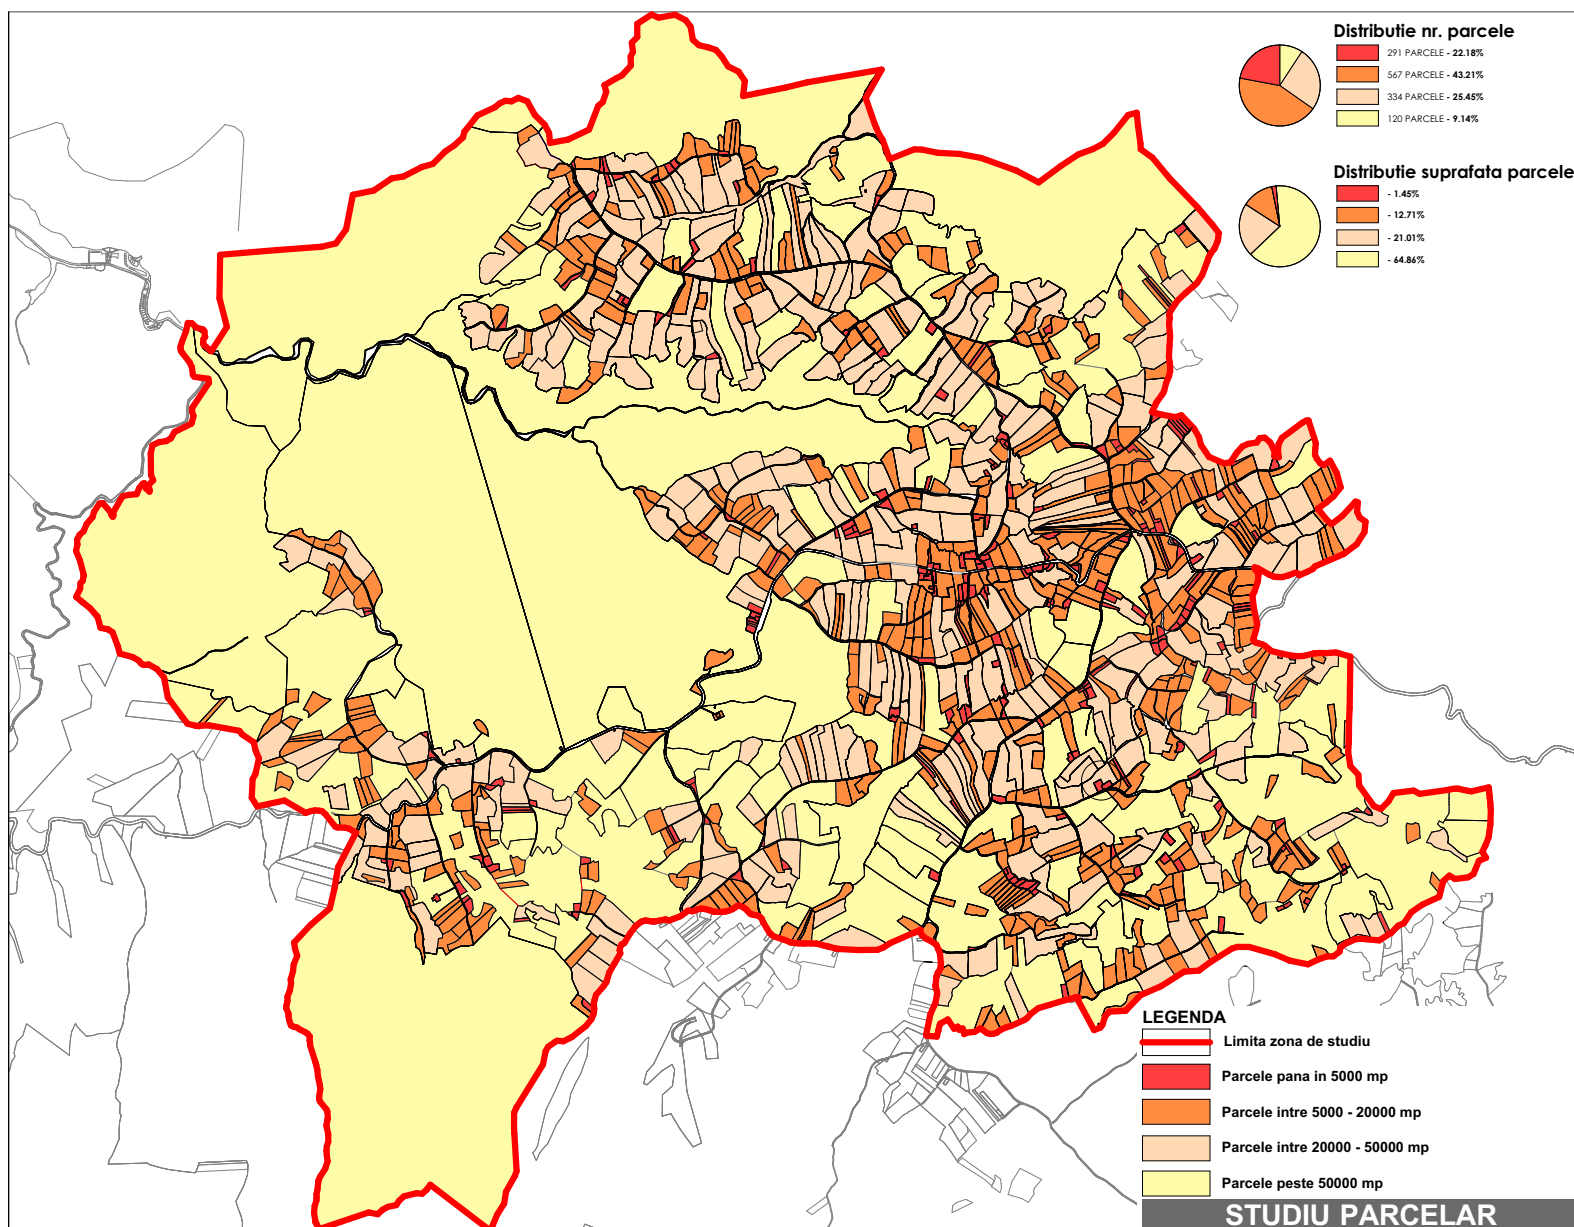 Distributie nr. parcele
291 PARCELE - 22.18%
567 PARCELE - 43.21%
334 PARCELE - 25.45%
120 PARCELE - 9.14%
Distributie suprafata parcele
- 1.45%
- 12.71%
- 21.01%
- 64.86%
LEGENDA
Limita zona de studiu
Parcele pana in 5000 mp
Parcele intre 5000 - 20000 mp
Parcele intre 20000 - 50000 mp
Parcele peste 50000 mp
STUDIU PARCELAR